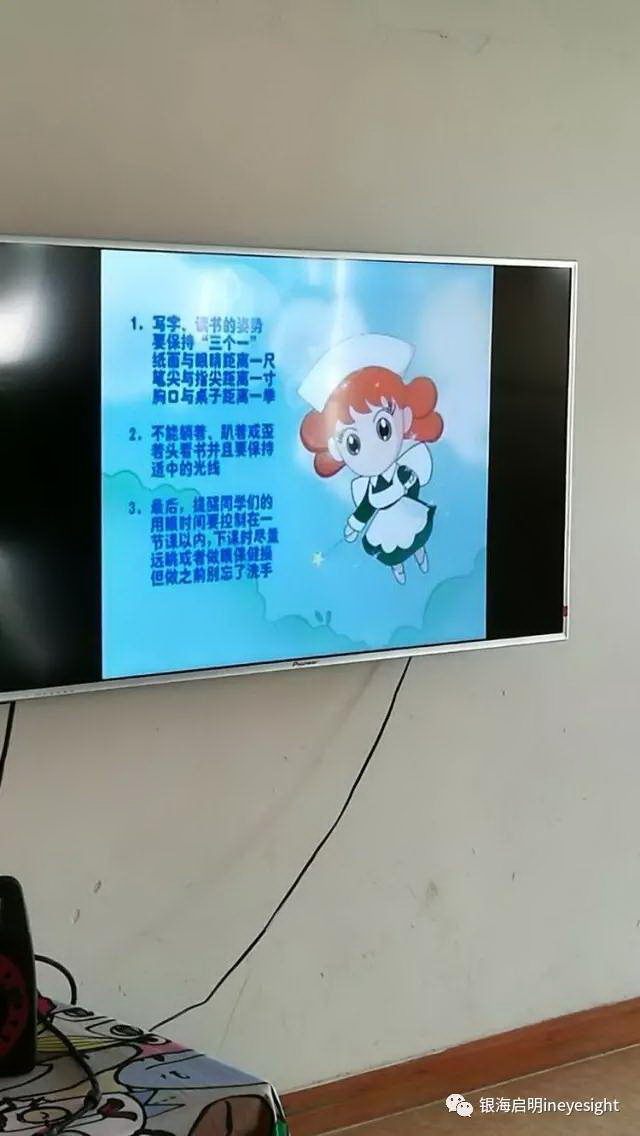 1. 写字、读书的姿势
要保持“三个一”
纸面与眼睛距离一尺
笔尖与指尖距离一寸
胸口与桌子距离一拳
2. 不能躺着、趴着或歪
着头看书并且要保持
适中的光线
3. 最后，提醒同学们的
用眼时间要控制在一
节课以内,下课时尽量
远眺或者做眼保健操
但做之前别忘了洗手
Pioneer
银海启明ineyesight